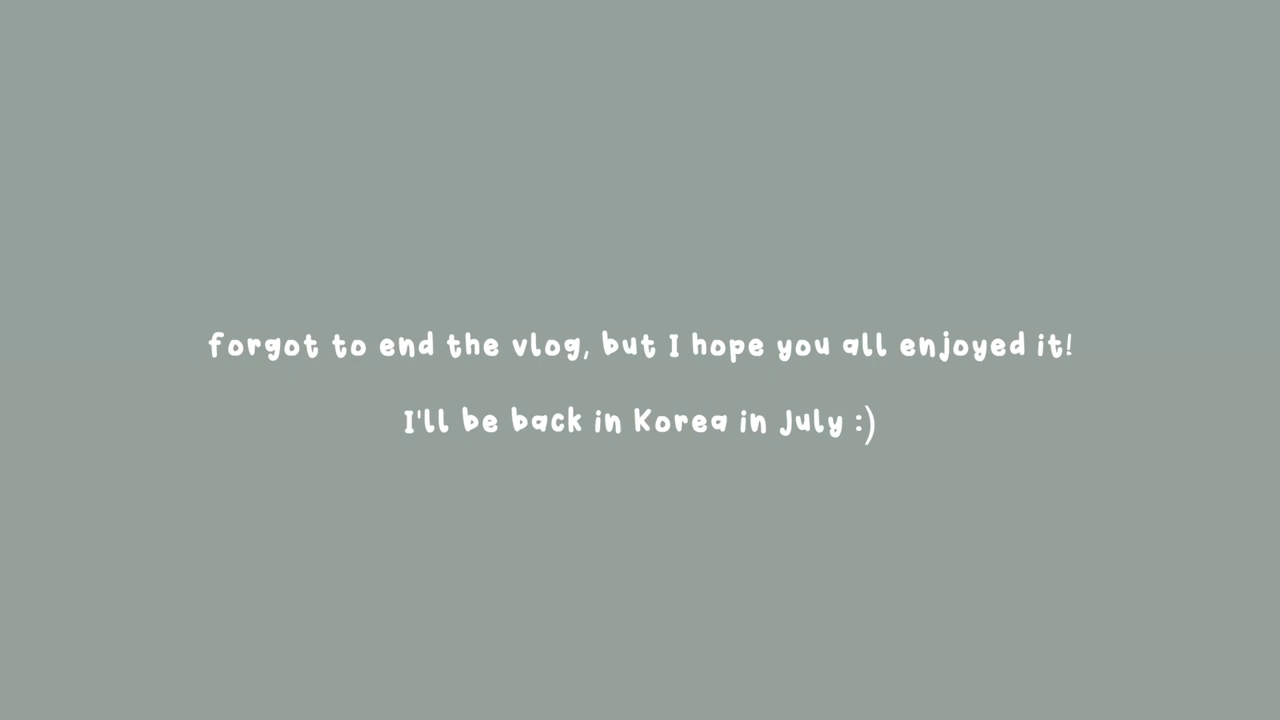 forgot to end the vlog, but I hope you all enjoyed it!
I'll be back in Korea in July :)